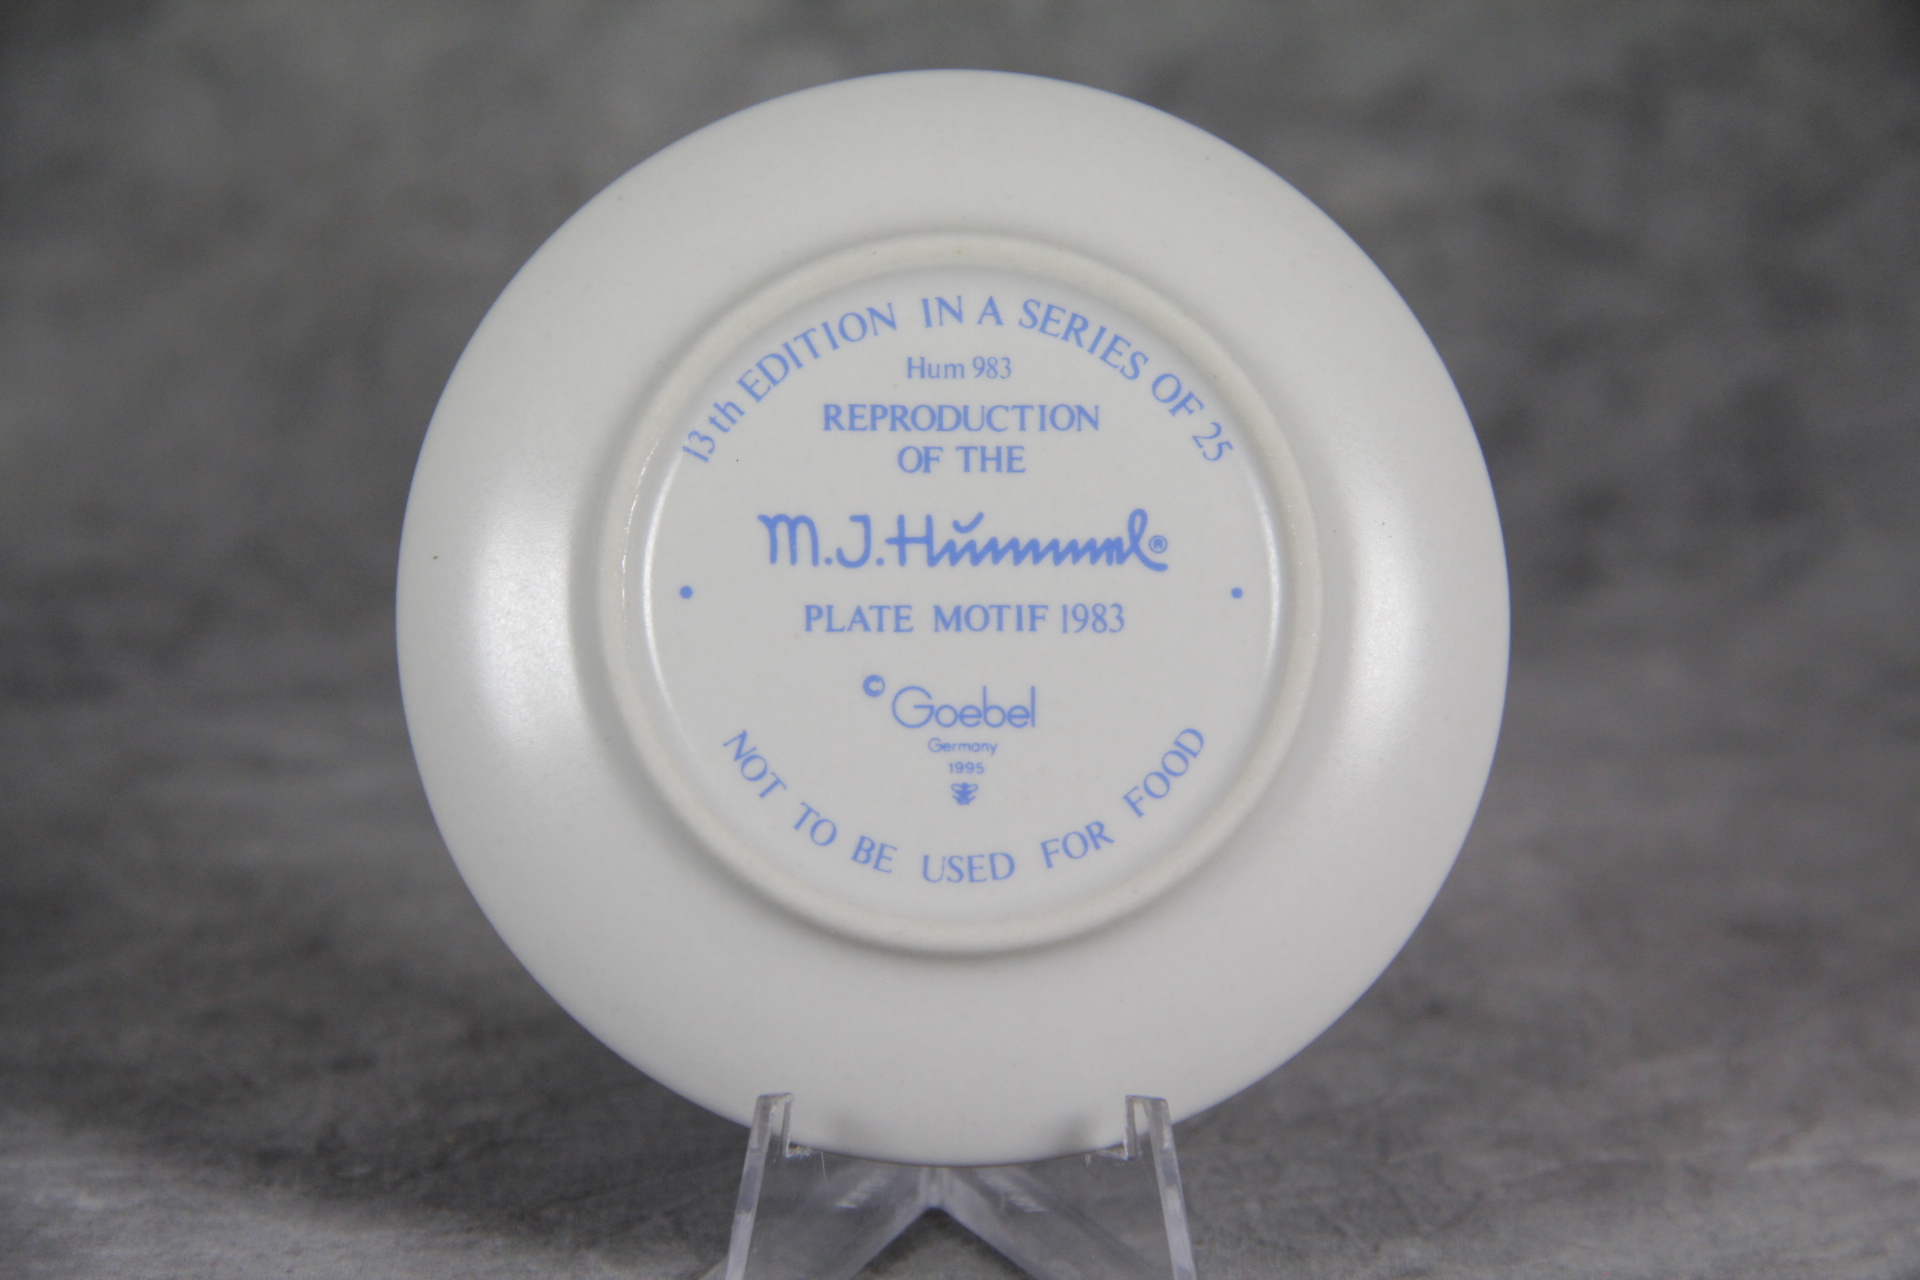 13th EDITION IN A SERIES OF 25
Hum 983
REPRODUCTION
OF THE
M.J.Hummel®
PLATE MOTIF 1983
© Goebel
Germany
1995
NOT TO BE USED FOR FOOD